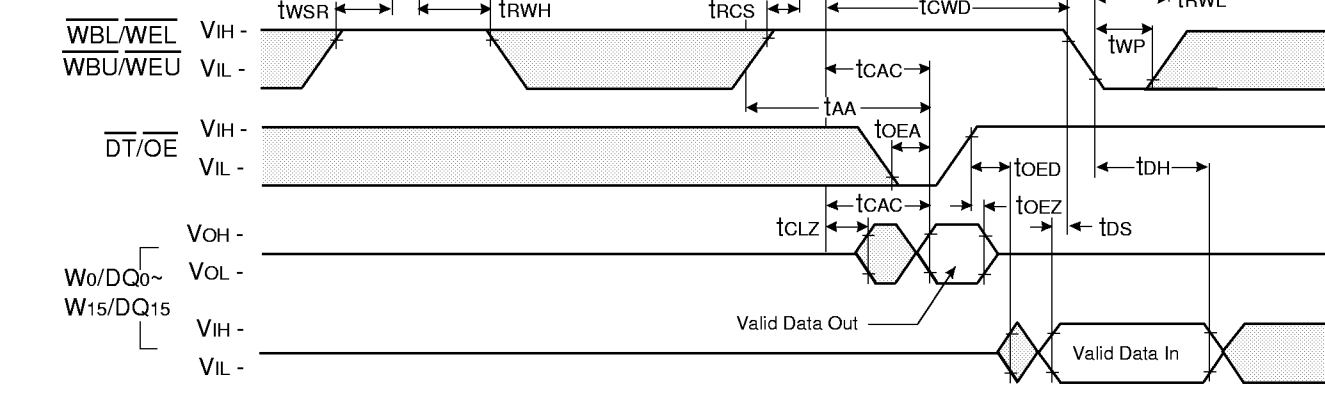 tWSR tRWH tRCS tCWD tRWL
WBL/WEL VIH -
tWP
WBU/WEU VIL -
tCAC
tAA
DT/OE VIH -
tOEA
VIL -
tOED tDH
tCAC tOEZ
tCLZ tDS
VOH -
W0/DQ0~ VOL -
W15/DQ15
VIH -
Valid Data Out
Valid Data In
VIL -